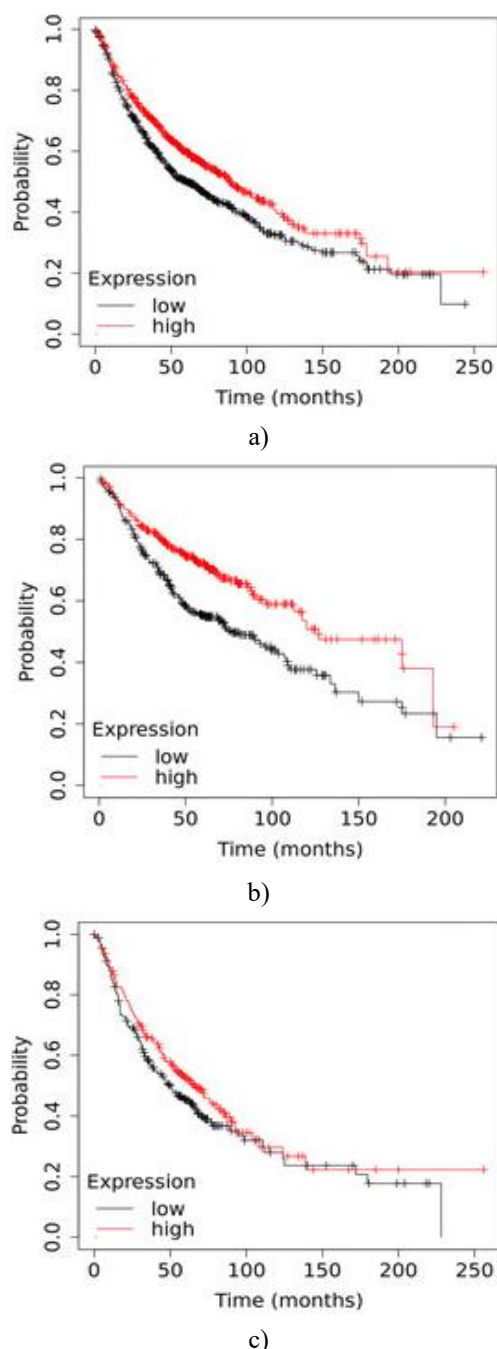 1.0
0.8
0.6
0.4
0.2
0.0
Probability
Expression
low
high
0 50 100 150 200 250
Time (months)
a)
1.0
0.8
0.6
0.4
0.2
0.0
Probability
Expression
low
high
0 50 100 150 200
Time (months)
b)
1.0
0.8
0.6
0.4
0.2
0.0
Probability
Expression
low
high
0 50 100 150 200 250
Time (months)
c)